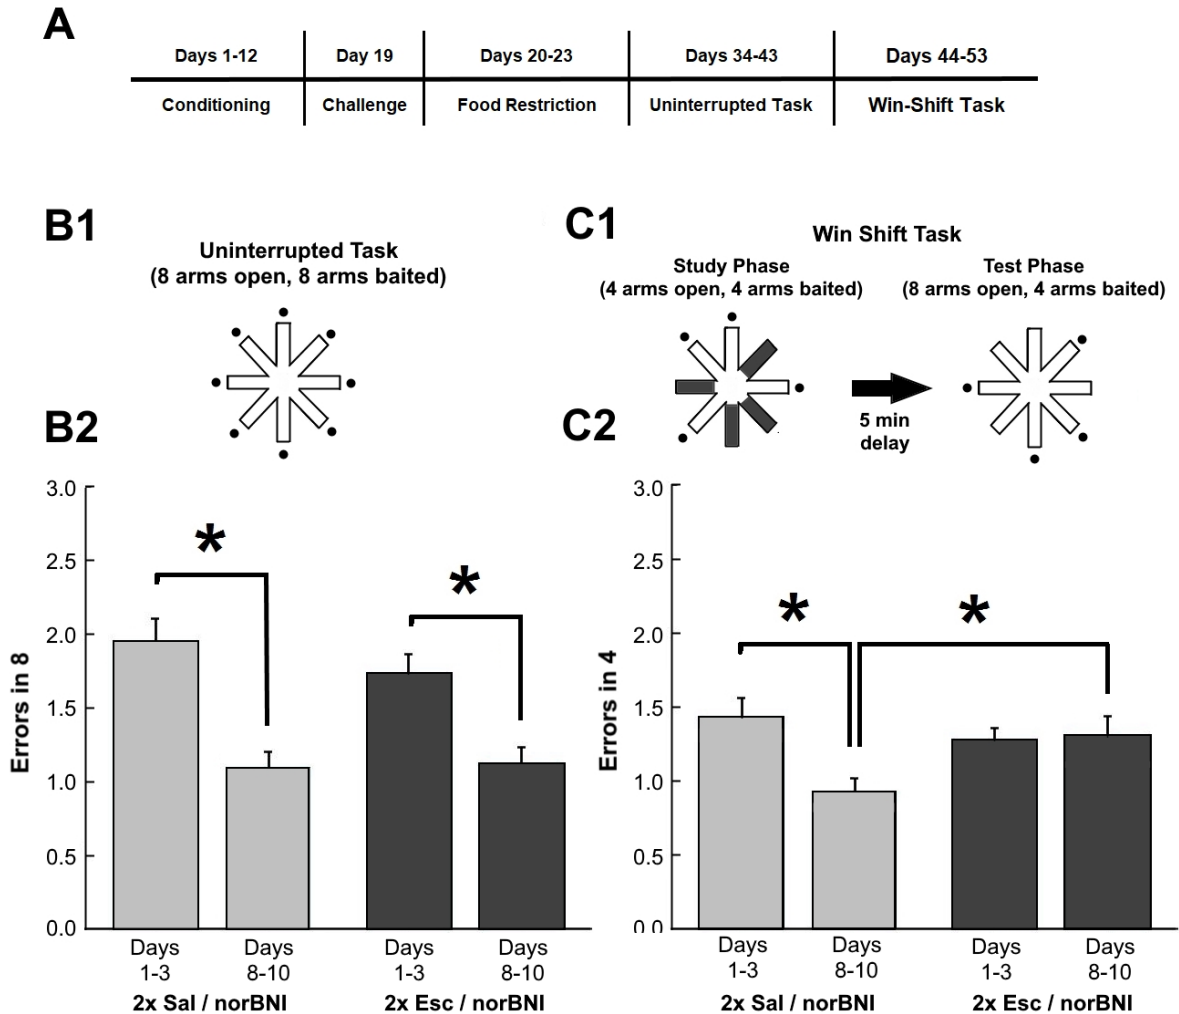 A
Days 1-12
Day 19
Days 20-23
Days 34-43
Days 44-53
Conditioning
Challenge
Food Restriction
Uninterrupted Task
Win-Shift Task
B1
Uninterrupted Task
(8 arms open, 8 arms baited)
B2
3.0
2.5
2.0
1.5
1.0
0.5
0.0
Errors in 8
*
*
Days
1-3
Days
8-10
Days
1-3
Days
8-10
2x Sal / norBNI
2x Esc / norBNI
C1
Win Shift Task
Study Phase
(4 arms open, 4 arms baited)
Test Phase
(8 arms open, 4 arms baited)
5 min
delay
C2
3.0
2.5
2.0
1.5
1.0
0.5
0.0
Errors in 4
*
*
Days
1-3
Days
8-10
Days
1-3
Days
8-10
2x Sal / norBNI
2x Esc / norBNI